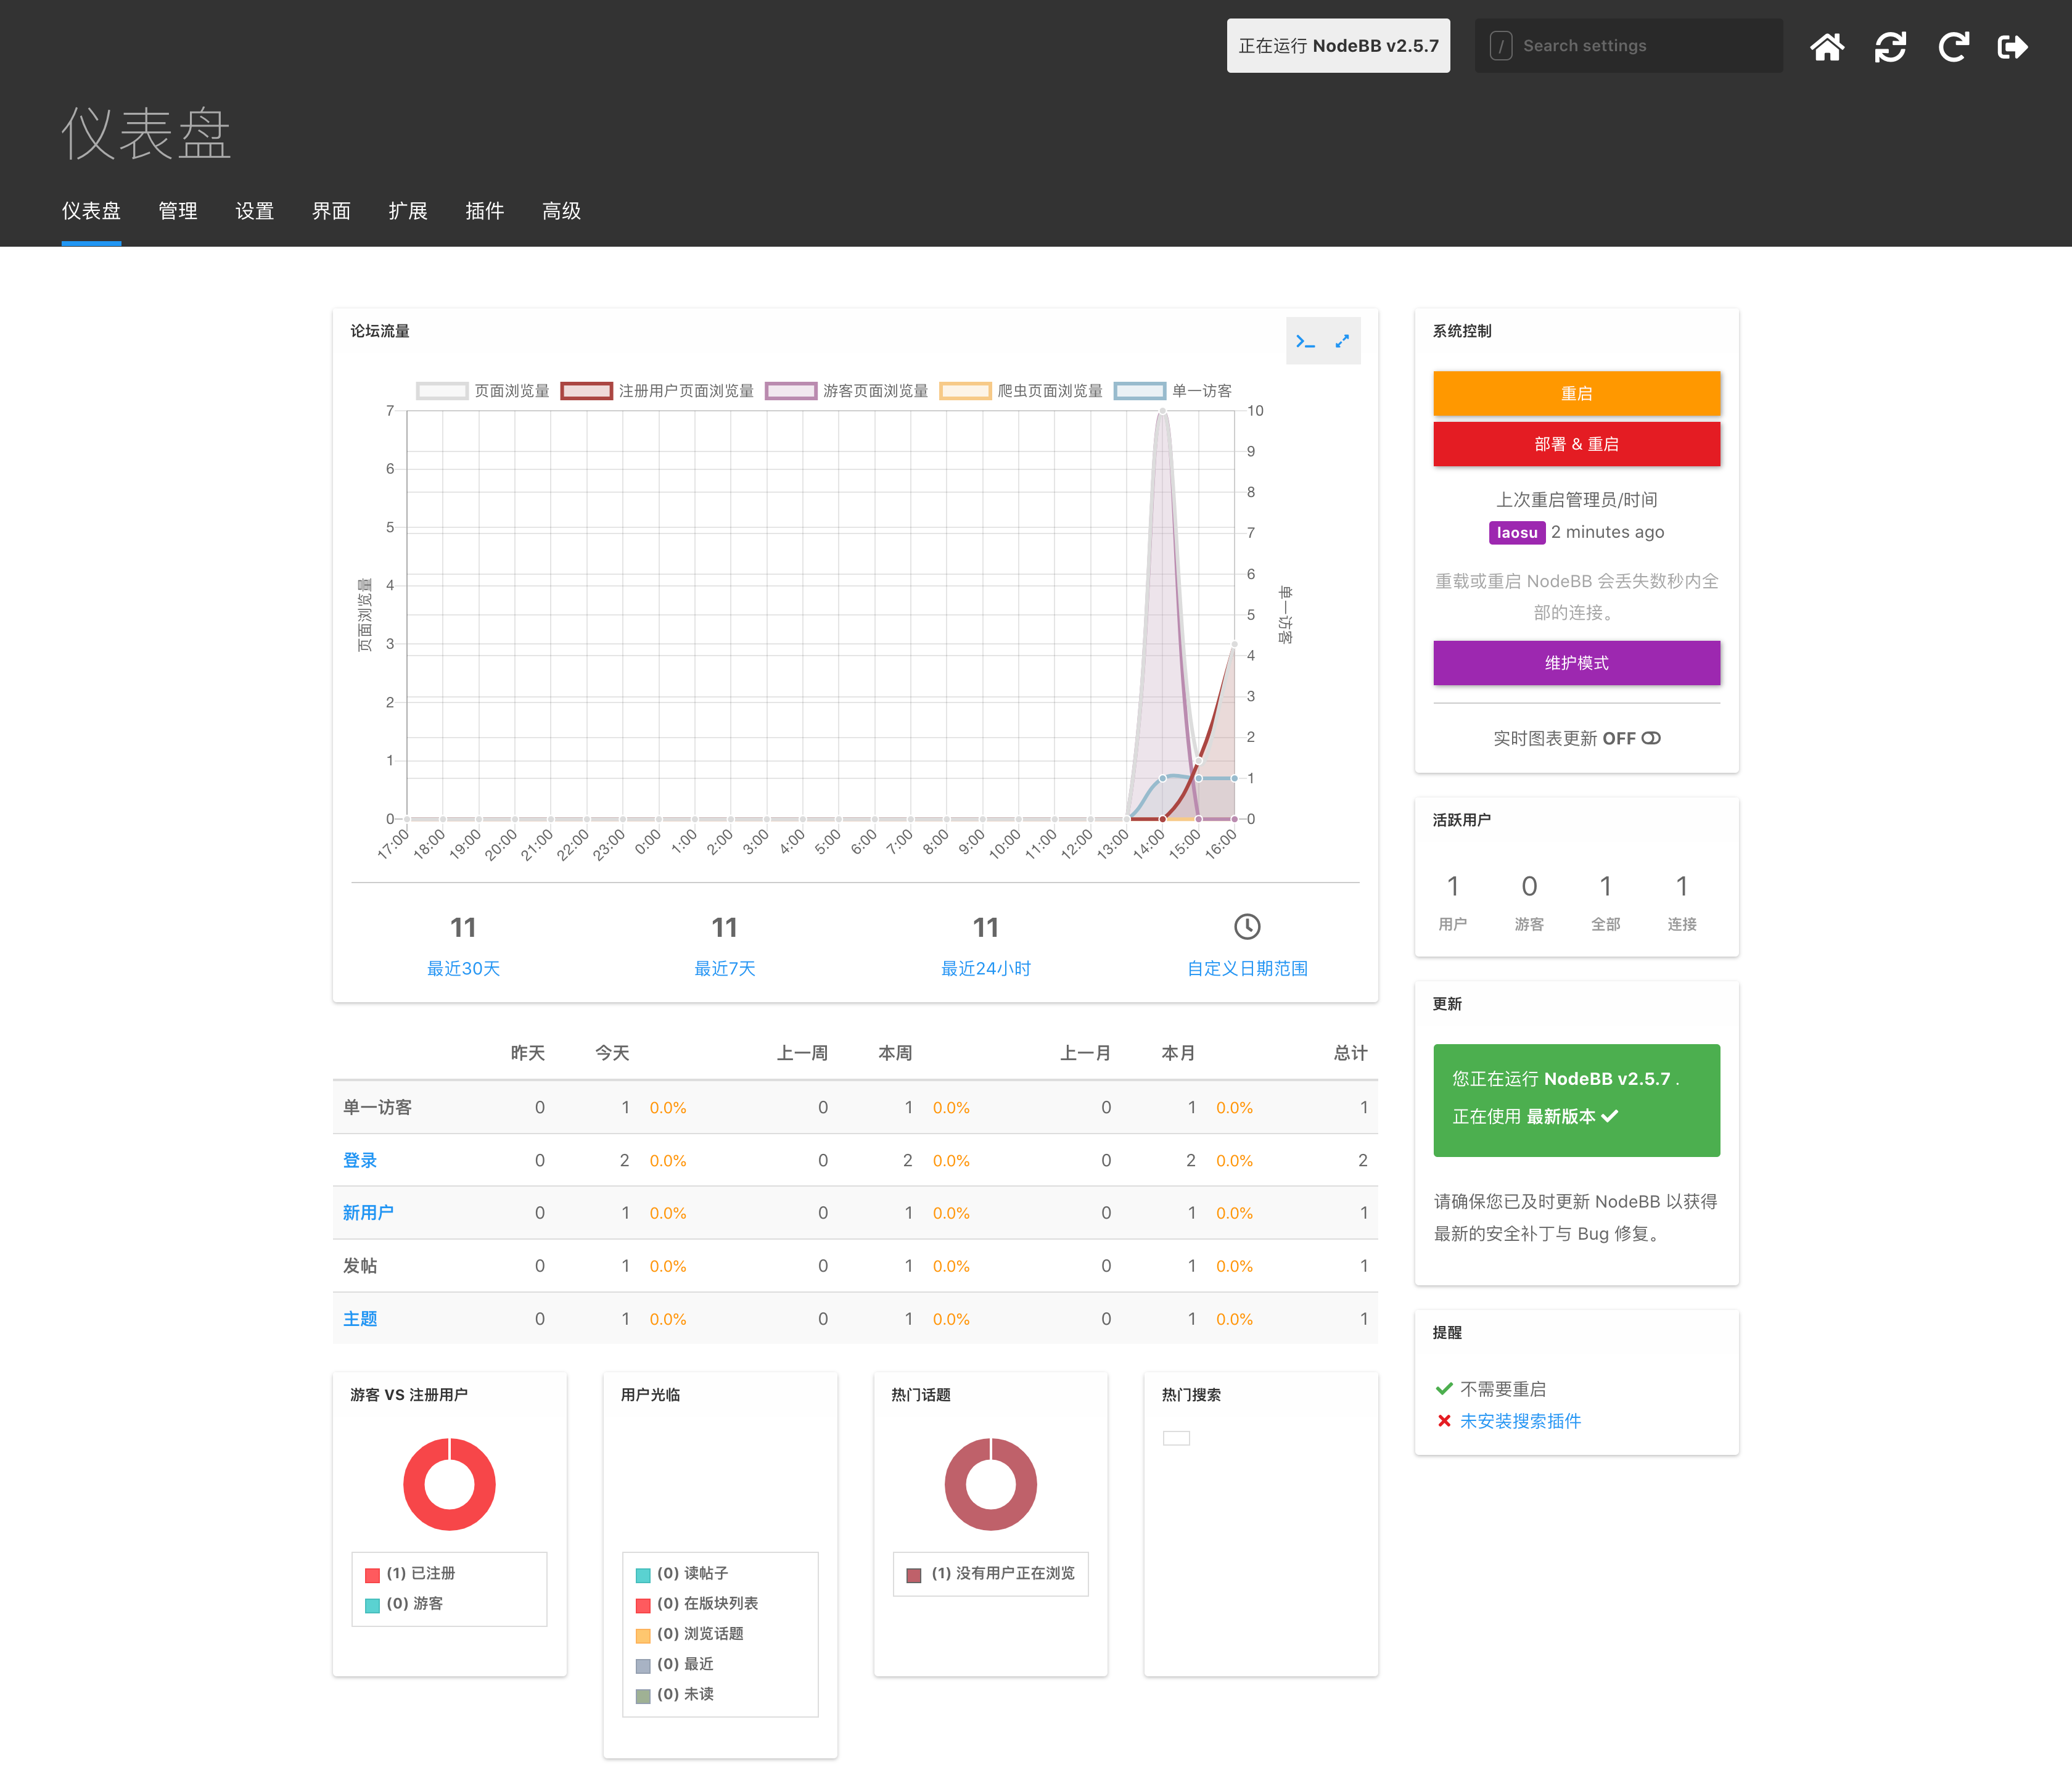 正在运行 NodeBB v2.5.7
/ Search settings
仪表盘
仪表盘 管理 设置 界面 扩展 插件 高级
论坛流量
页面浏览量 注册用户页面浏览量 游客页面浏览量 爬虫页面浏览量 单一访客
7
6
5
4
3
2
1
0
页面浏览量
10
9
8
7
6
5
4
3
2
1
0
单一访客
17:00 18:00 19:00 20:00 21:00 22:00 23:00 0:00 1:00 2:00 3:00 4:00 5:00 6:00 7:00 8:00 9:00 10:00 11:00 12:00 13:00 14:00 15:00 16:00
11 11 11
最近30天 最近7天 最近24小时 自定义日期范围
昨天 今天 上一周 本周 上一月 本月 总计
单一访客 0 1 0.0% 0 1 0.0% 0 1 0.0% 1
登录 0 2 0.0% 0 2 0.0% 0 2 0.0% 2
新用户 0 1 0.0% 0 1 0.0% 0 1 0.0% 1
发帖 0 1 0.0% 0 1 0.0% 0 1 0.0% 1
主题 0 1 0.0% 0 1 0.0% 0 1 0.0% 1
游客 VS 注册用户
(1) 已注册
(0) 游客
用户光临
(0) 读帖子
(0) 在版块列表
(0) 浏览话题
(0) 最近
(0) 未读
热门话题
(1) 没有用户正在浏览
热门搜索
系统控制
重启
部署 & 重启
上次重启管理员/时间
laosu 2 minutes ago
重载或重启 NodeBB 会丢失数秒内全
部的连接。
维护模式
实时图表更新 OFF
活跃用户
1 0 1 1
用户 游客 全部 连接
更新
您正在运行 NodeBB v2.5.7 .
正在使用 最新版本
请确保您已及时更新 NodeBB 以获得
最新的安全补丁与 Bug 修复。
提醒
不需要重启
未安装搜索插件